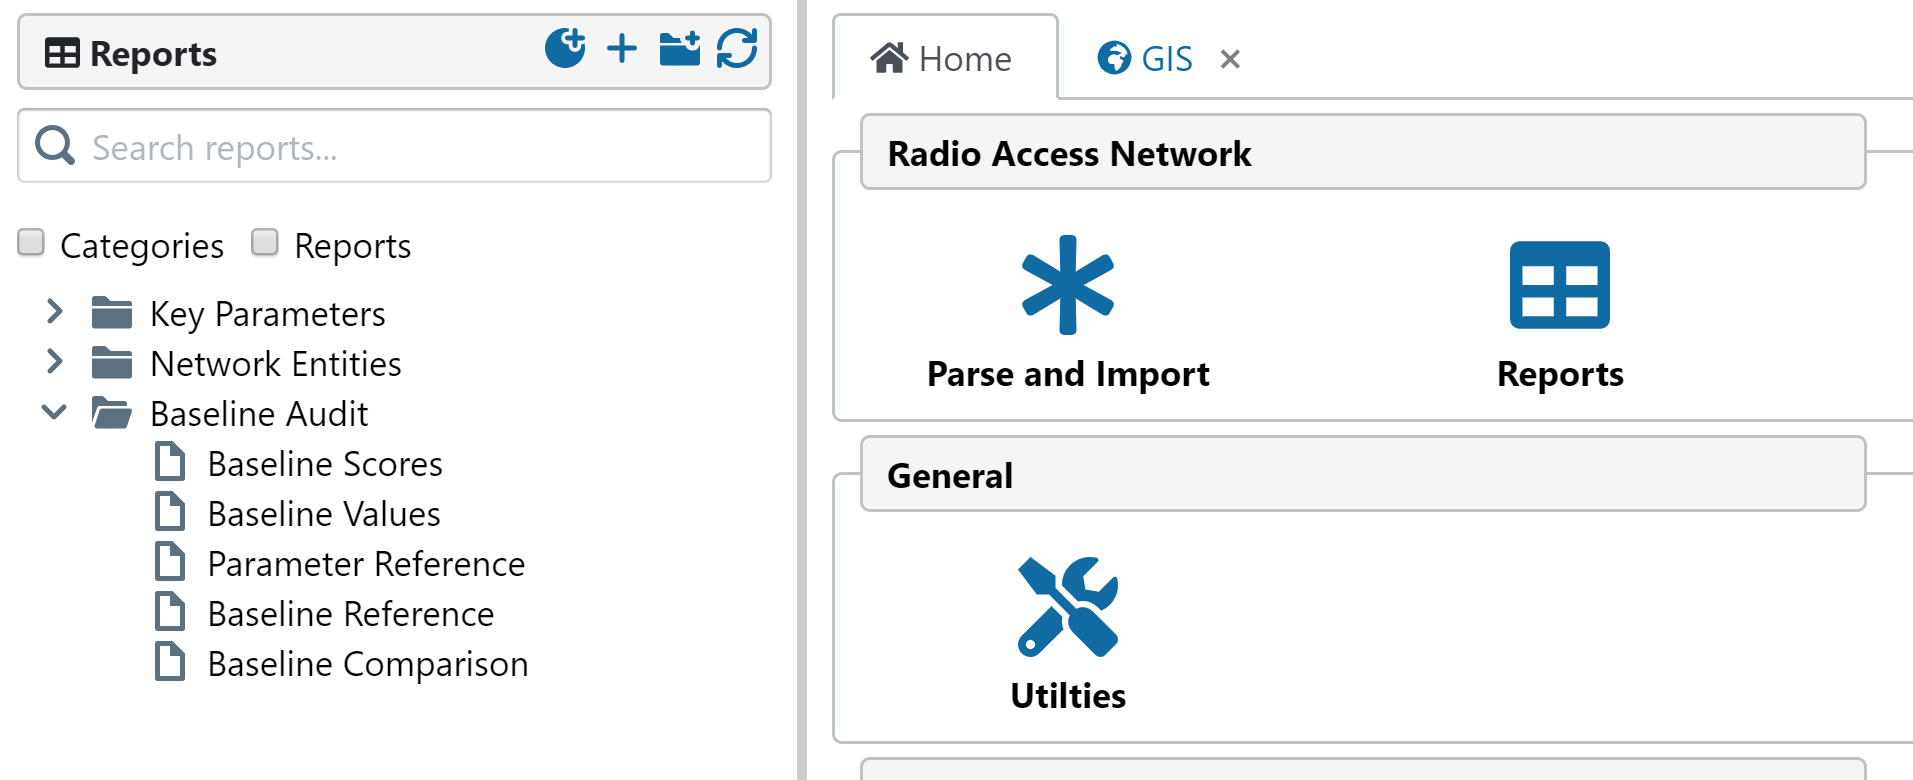 Reports
Search reports...
Categories Reports
Key Parameters
Network Entities
Baseline Audit
Baseline Scores
Baseline Values
Parameter Reference
Baseline Reference
Baseline Comparison
Home GIS
Radio Access Network
Parse and Import Reports
General
Utilties